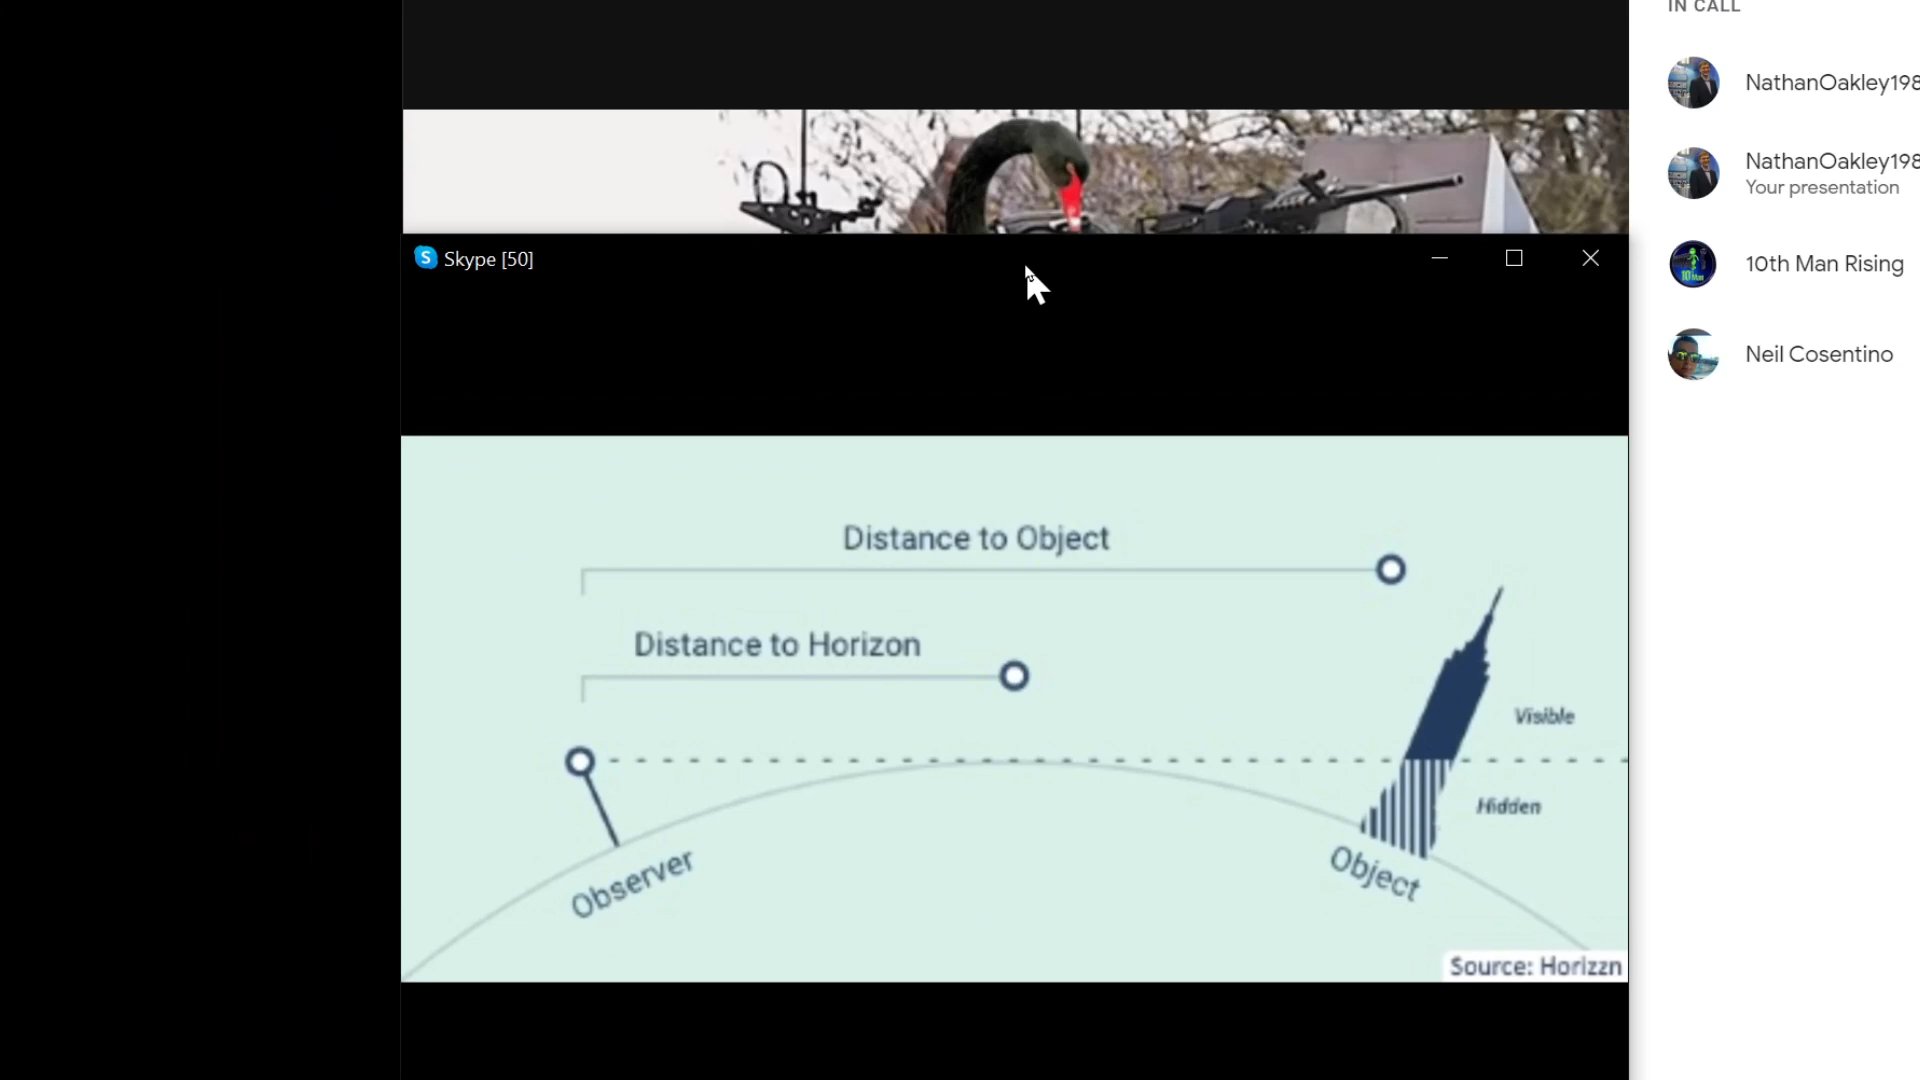 IN CALL
NathanOakley198
NathanOakley198
Your presentation
10th Man Rising
Neil Cosentino
Skype [50]
Distance to Object
Distance to Horizon
Visible
Hidden
Observer
Object
Source: Horizzn